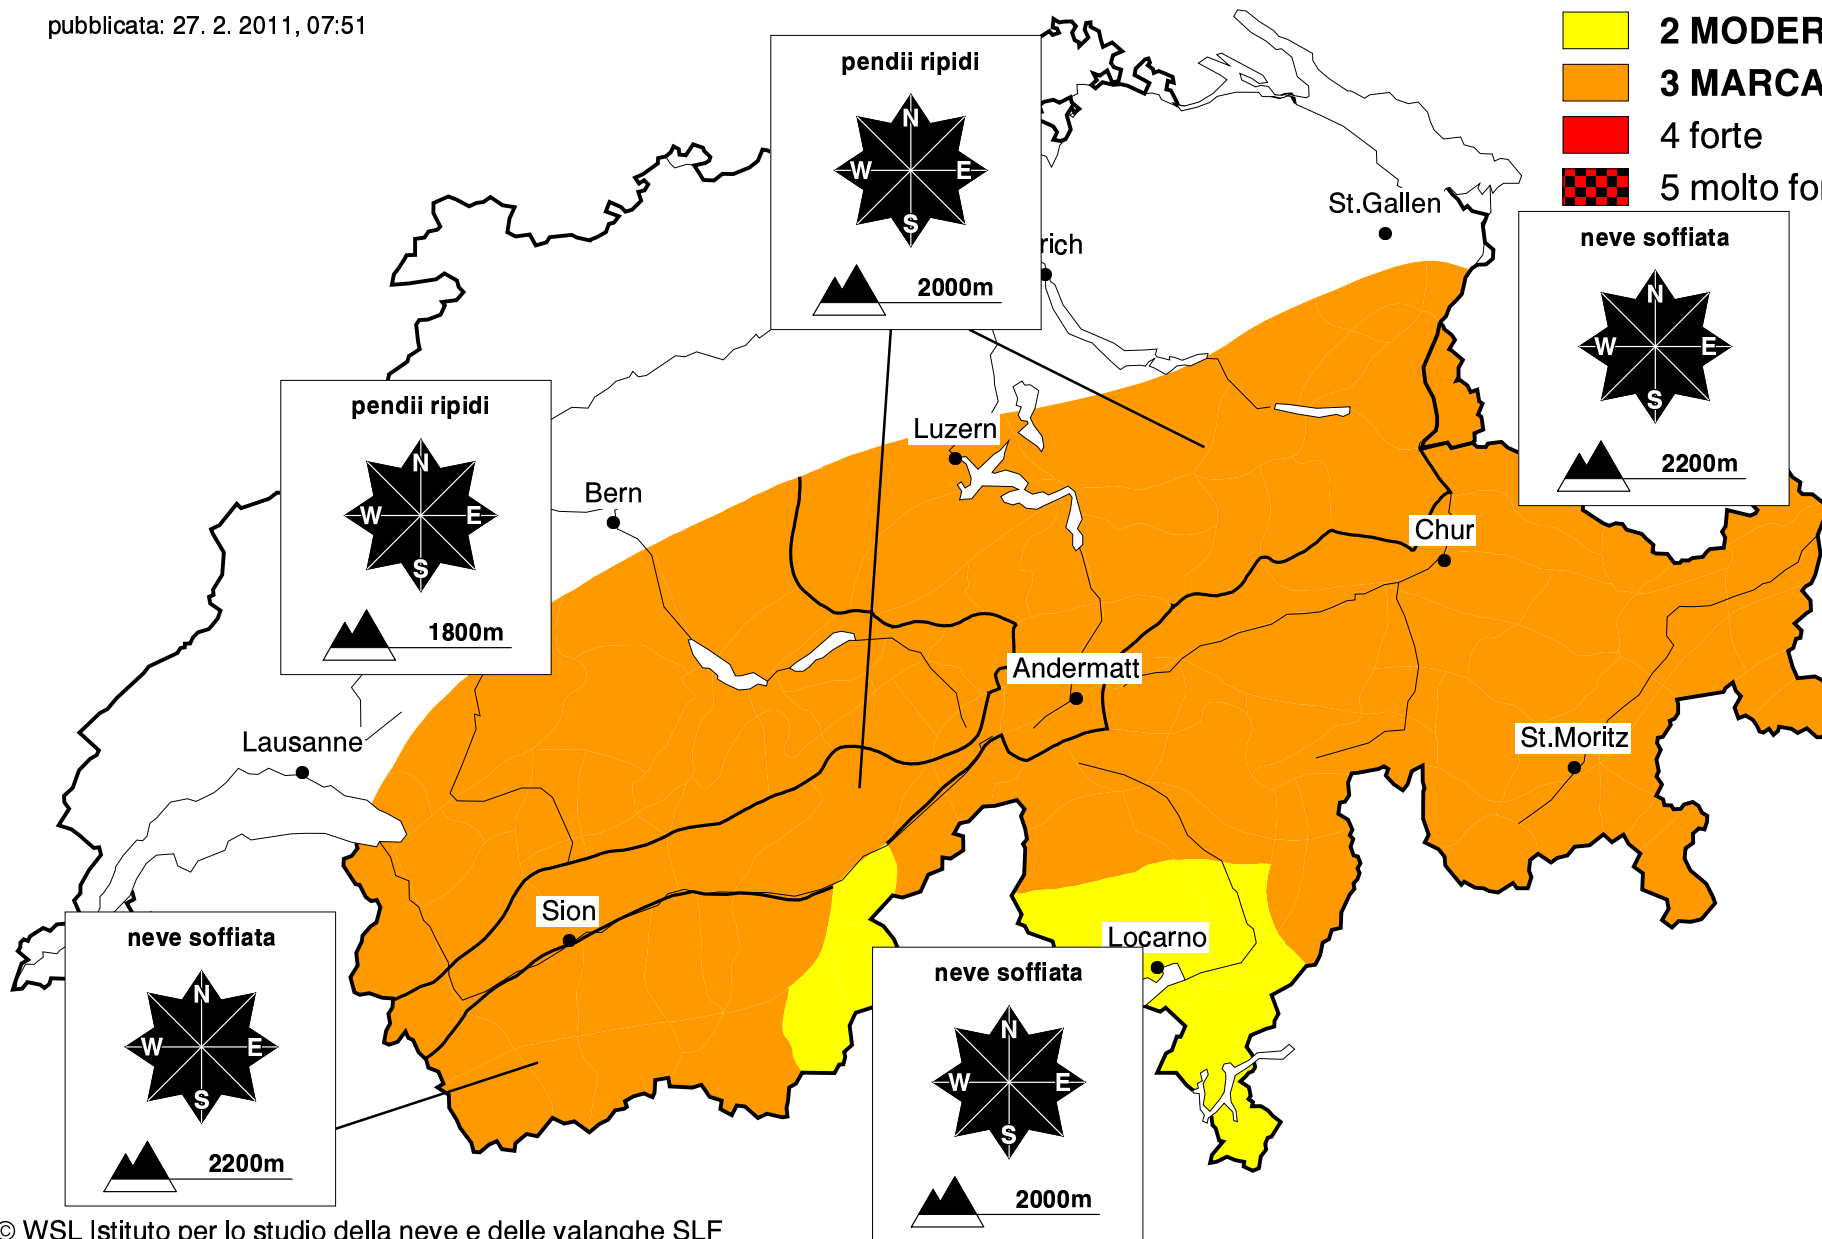 pubblicata: 27. 2. 2011, 07:51
2 MODER
3 MARCA
4 forte
5 molto for
pendii ripidi
N
W E
S
2000m
rich
St.Gallen
neve soffiata
N
W E
S
2200m
pendii ripidi
N
W E
S
1800m
Luzern
Bern
Chur
Andermatt
St.Moritz
Lausanne
Sion
Locarno
neve soffiata
N
W E
S
2200m
neve soffiata
N
W E
S
2000m
© WSL Istituto per lo studio della neve e delle valanghe SLF